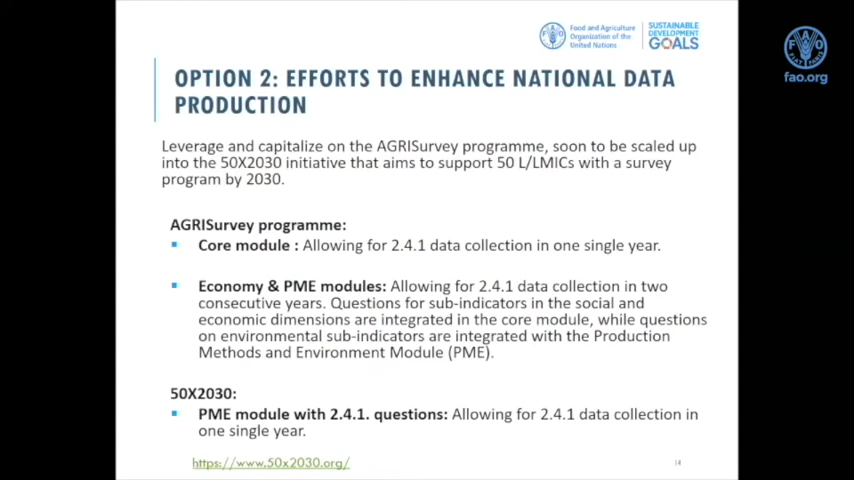 Food and Agriculture
Organization of the
United Nations
SUSTAINABLE
DEVELOPMENT
GOALS
FAO
FIAT PANIS
fao.org
OPTION 2: EFFORTS TO ENHANCE NATIONAL DATA
PRODUCTION
Leverage and capitalize on the AGRISurvey programme, soon to be scaled up
into the 50X2030 initiative that aims to support 50 L/LMICs with a survey
program by 2030.
AGRISurvey programme:
Core module : Allowing for 2.4.1 data collection in one single year.
Economy & PME modules: Allowing for 2.4.1 data collection in two
consecutive years. Questions for sub-indicators in the social and
economic dimensions are integrated in the core module, while questions
on environmental sub-indicators are integrated with the Production
Methods and Environment Module (PME).
50X2030:
PME module with 2.4.1. questions: Allowing for 2.4.1 data collection in
one single year.
https://www.50x2030.org/
14